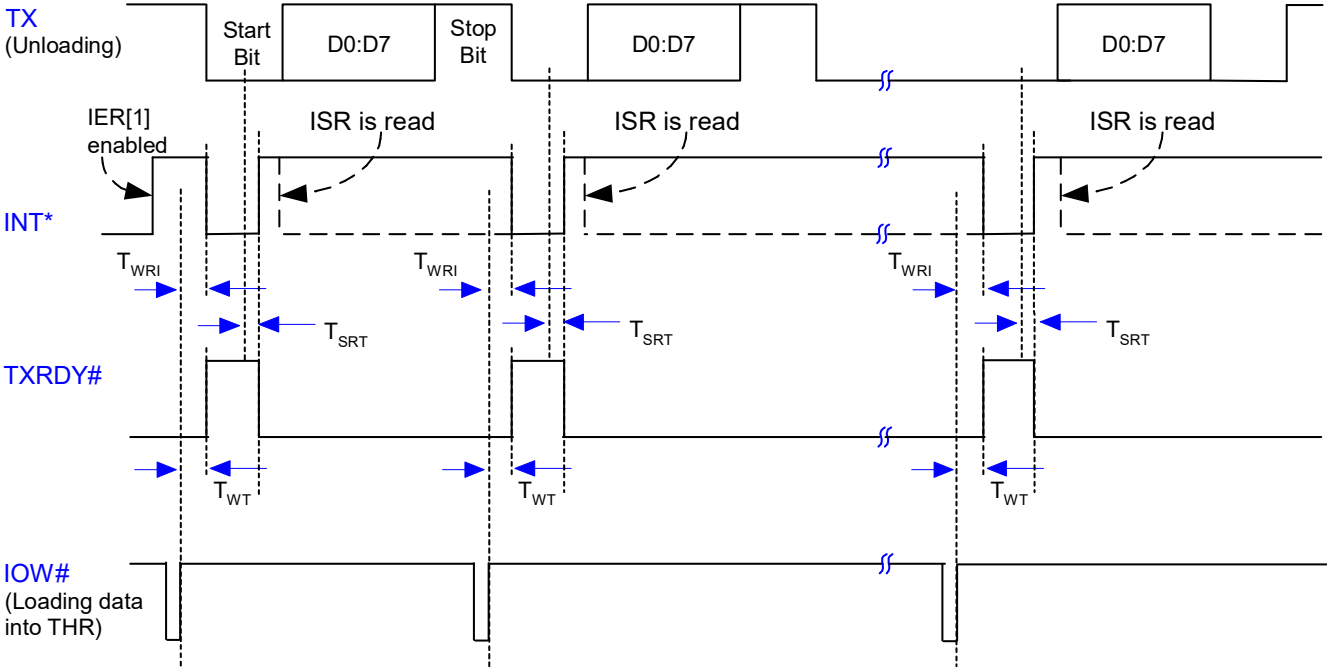 TX
(Unloading)
Start
Bit
D0:D7
Stop
Bit
D0:D7
D0:D7
IER[1]
enabled
ISR is read
ISR is read
ISR is read
INT*
TWRI
TWRI
TWRI
TSRT
TSRT
TSRT
TXRDY#
TWT
TWT
TWT
IOW#
(Loading data
into THR)